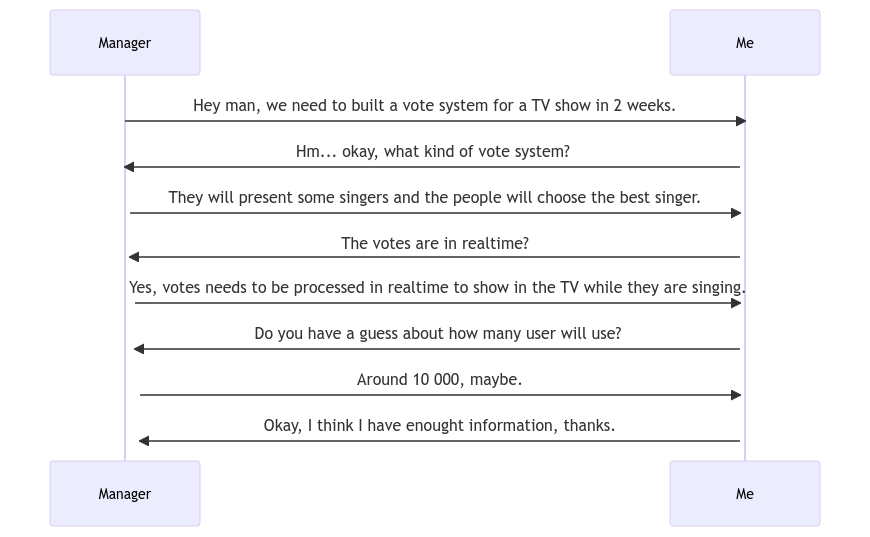 Manager Me
Hey man, we need to built a vote system for a TV show in 2 weeks.
Hm... okay, what kind of vote system?
They will present some singers and the people will choose the best singer.
The votes are in realtime?
Yes, votes needs to be processed in realtime to show in the TV while they are singing.
Do you have a guess about how many user will use?
Around 10 000, maybe.
Okay, I think I have enought information, thanks.
Manager Me